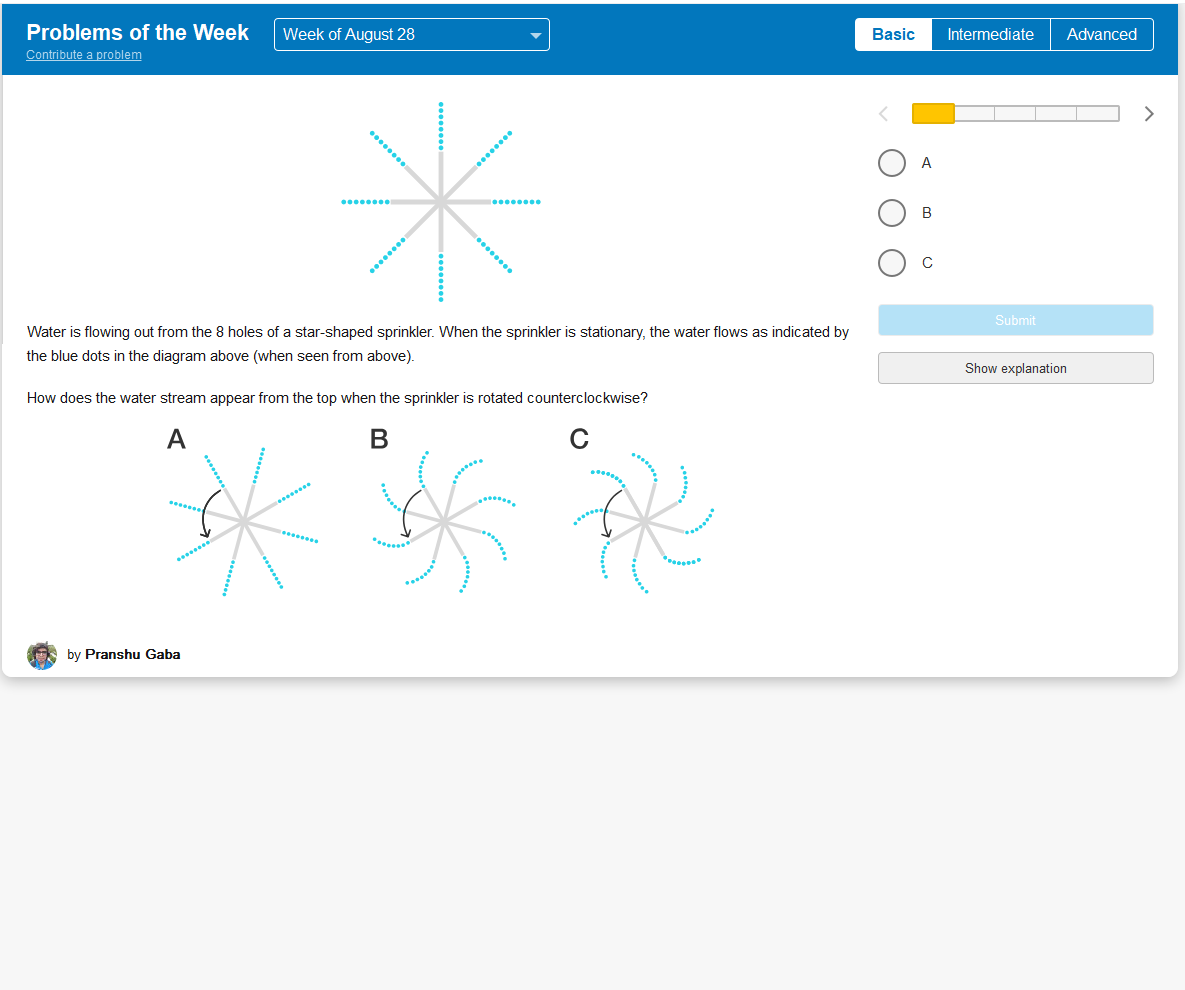 Problems of the Week
Contribute a problem
Week of August 28
Basic
Intermediate
Advanced
A
B
C
Submit
Show explanation
Water is flowing out from the 8 holes of a star-shaped sprinkler. When the sprinkler is stationary, the water flows as indicated by
the blue dots in the diagram above (when seen from above).
How does the water stream appear from the top when the sprinkler is rotated counterclockwise?
A
B
C
by Pranshu Gaba